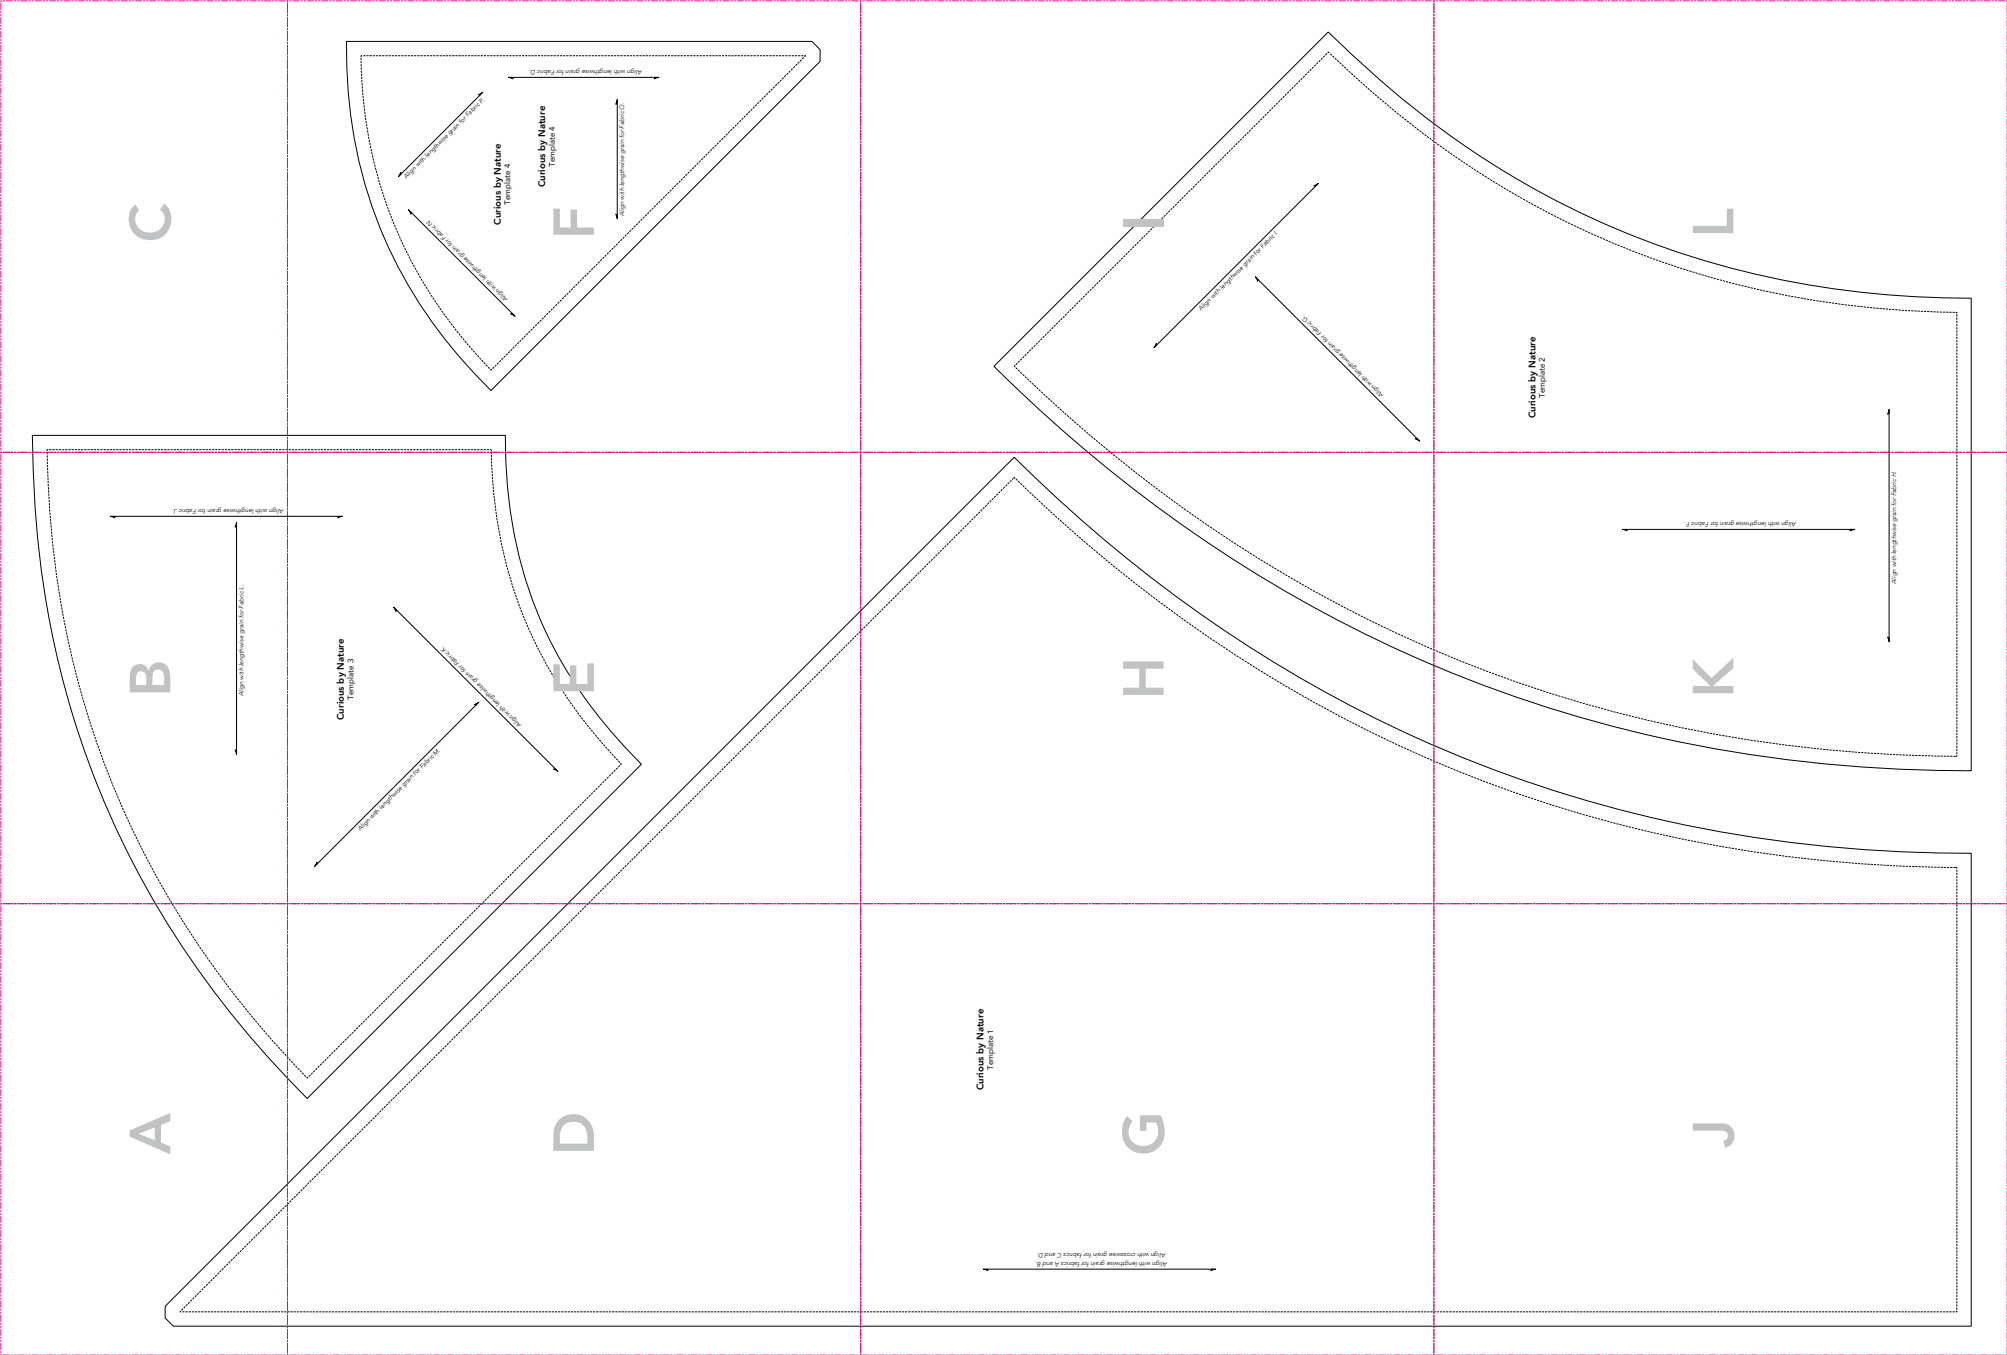 C
F
I
L
Align with lengthwise grain for Fabric D.
Align with lengthwise grain for Fabric P.
Curious by Nature
Template 4
Curious by Nature
Template 4
Align with lengthwise grain for Fabric O.
Align with lengthwise grain for Fabric N.
Align with lengthwise grain for Fabric I.
Align with lengthwise grain for Fabric G.
Curious by Nature
Template 2
Align with lengthwise grain for Fabric H
Align with lengthwise grain for Fabric F.
B
E
H
K
Align with lengthwise grain for Fabric J.
Align with lengthwise grain for Fabric L.
Curious by Nature
Template 3
Align with lengthwise grain for Fabric K.
Align with lengthwise grain for Fabric M.
A
D
G
J
Curious by Nature
Template 1
Align with lengthwise grain for fabrics A and B.
Align with crosswise grain for fabrics C and D.